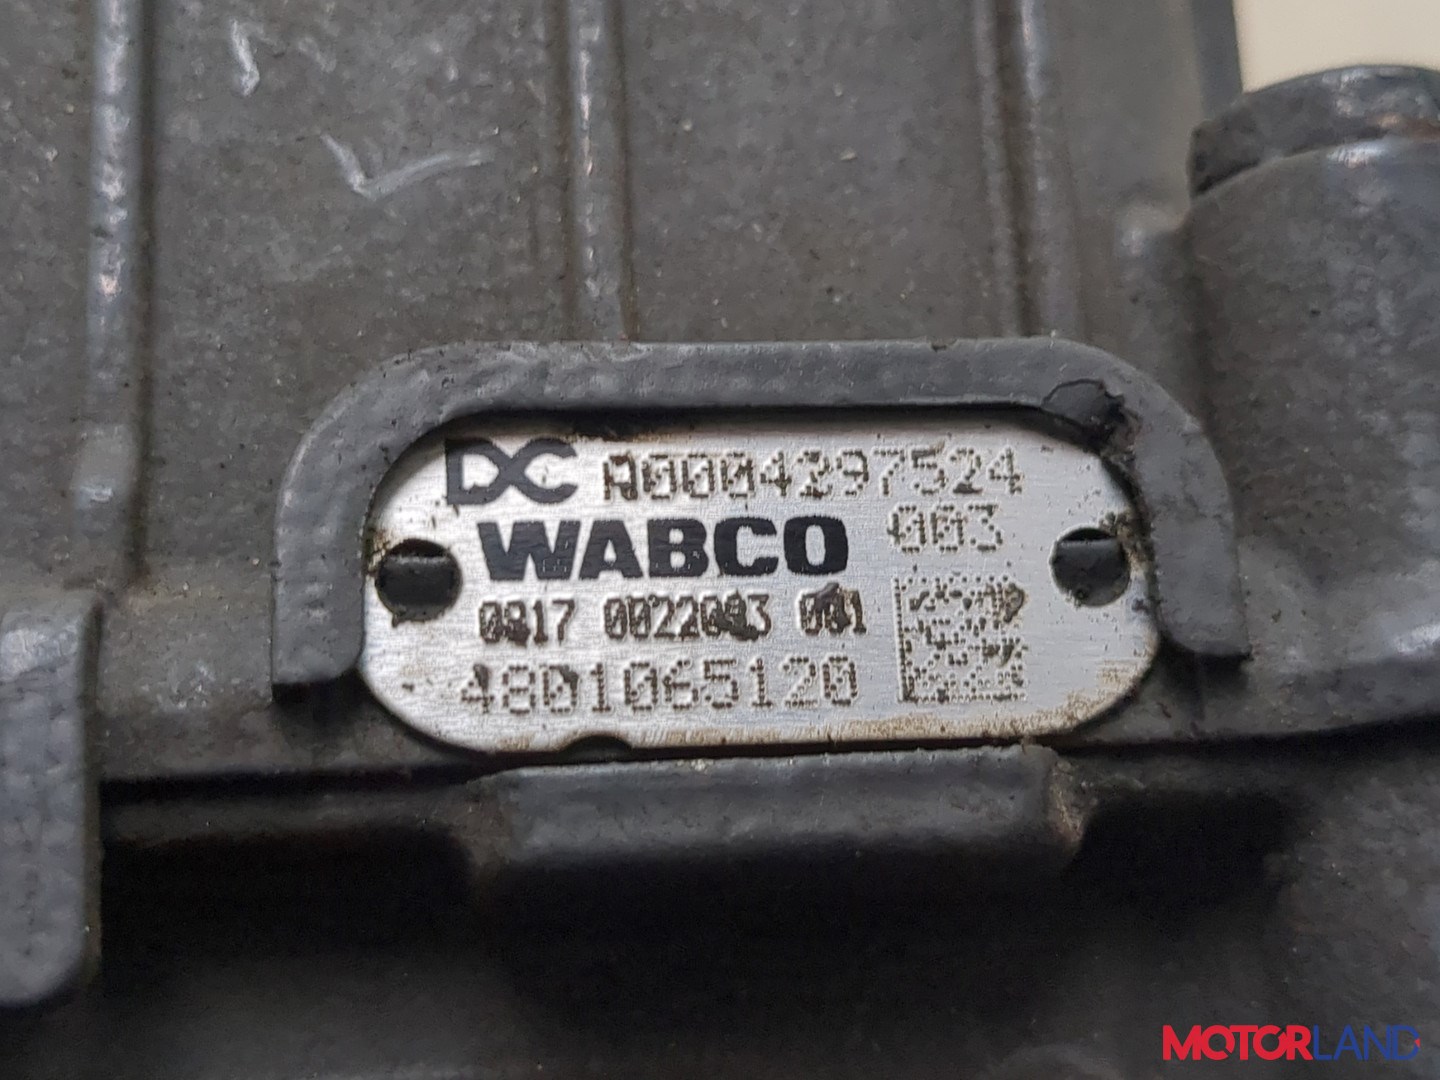 DC A0004297524
WABCO 003
0817 0022083 001
4801065120
MOTORLAND